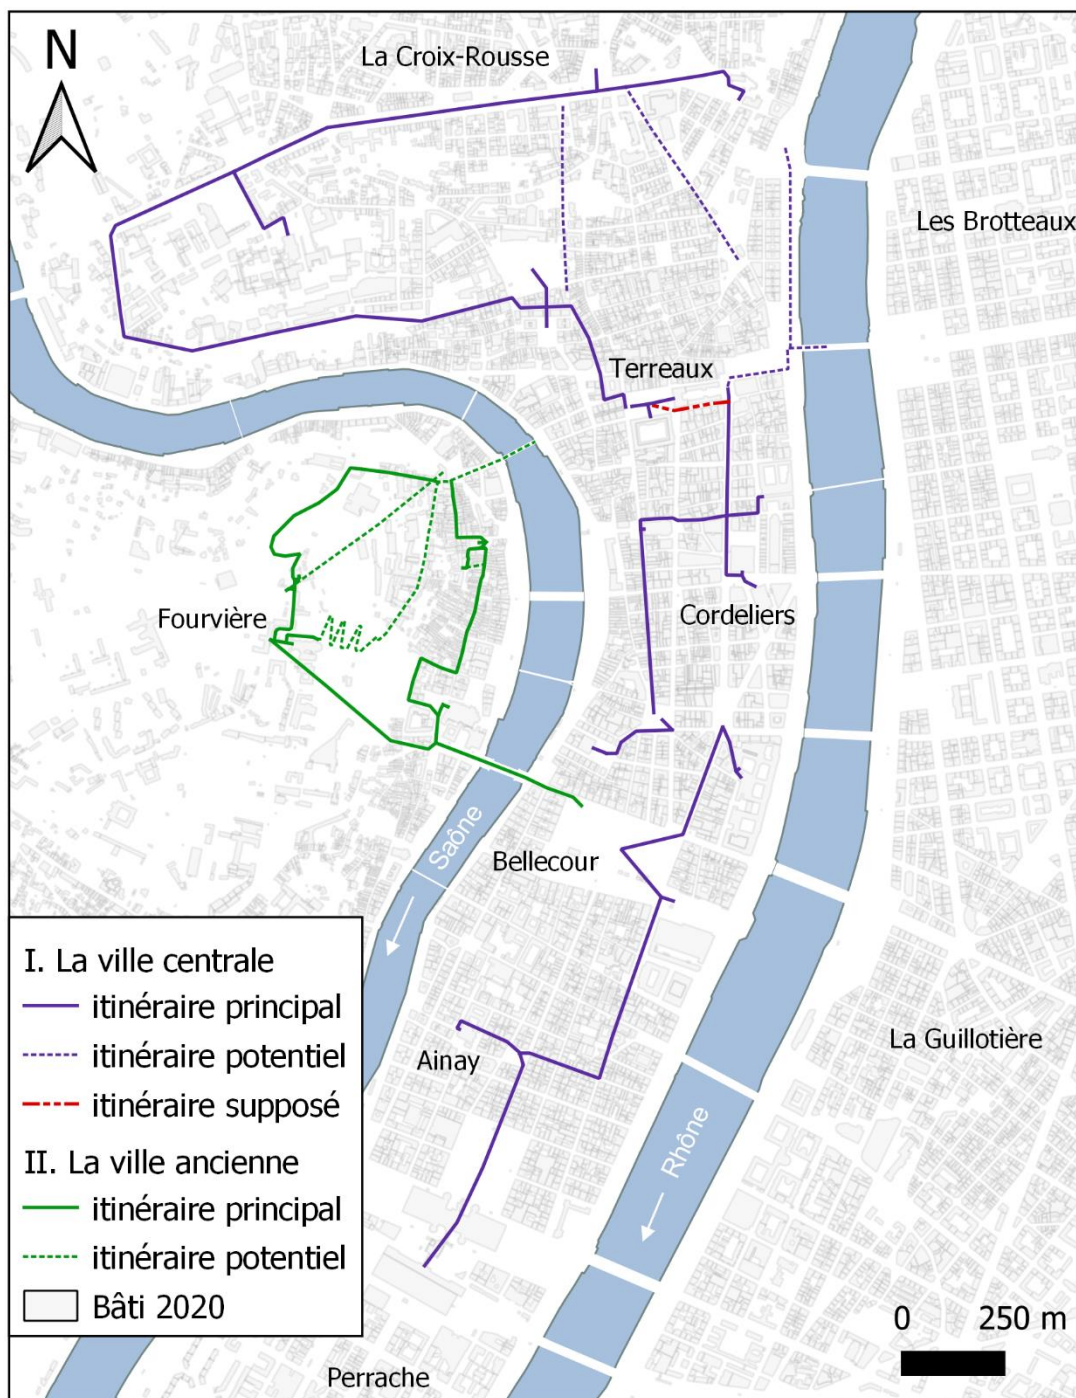 N
La Croix-Rousse
Les Brotteaux
Terreaux
Fourvière
Cordeliers
Saône
Bellecour
I. La ville centrale
itinéraire principal
itinéraire potentiel
itinéraire supposé
II. La ville ancienne
itinéraire principal
itinéraire potentiel
Bâti 2020
Ainay
La Guillotière
Rhône
0 250 m
Perrache